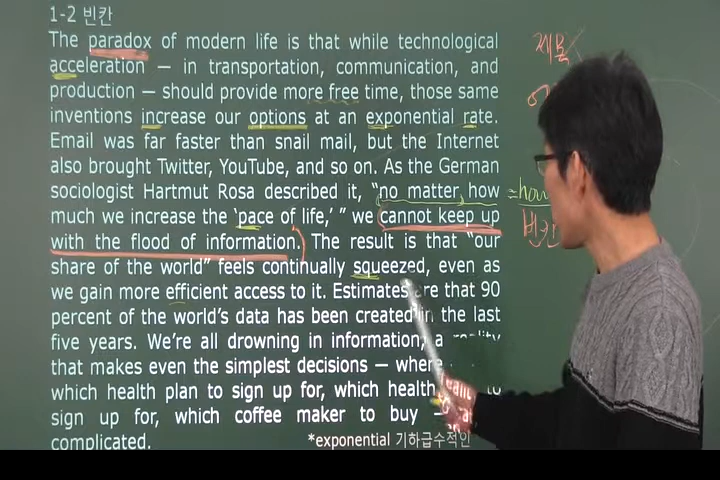 1-2 빈칸
The paradox of modern life is that while technological
acceleration — in transportation, communication, and
production — should provide more free time, those same
inventions increase our options at an exponential rate.
Email was far faster than snail mail, but the Internet
also brought Twitter, YouTube, and so on. As the German
sociologist Hartmut Rosa described it, “no matter how
=how
much we increase the ‘pace of life,’ ” we cannot keep up
빈칸
with the flood of information. The result is that “our
share of the world” feels continually squeezed, even as
we gain more efficient access to it. Estimates are that 90
percent of the world’s data has been created in the last
five years. We’re all drowning in information, a
that makes even the simplest decisions —
which health plan to sign up for, which health
sign up for, which coffee maker to buy
complicated.
*exponential 기하급수적인
제목